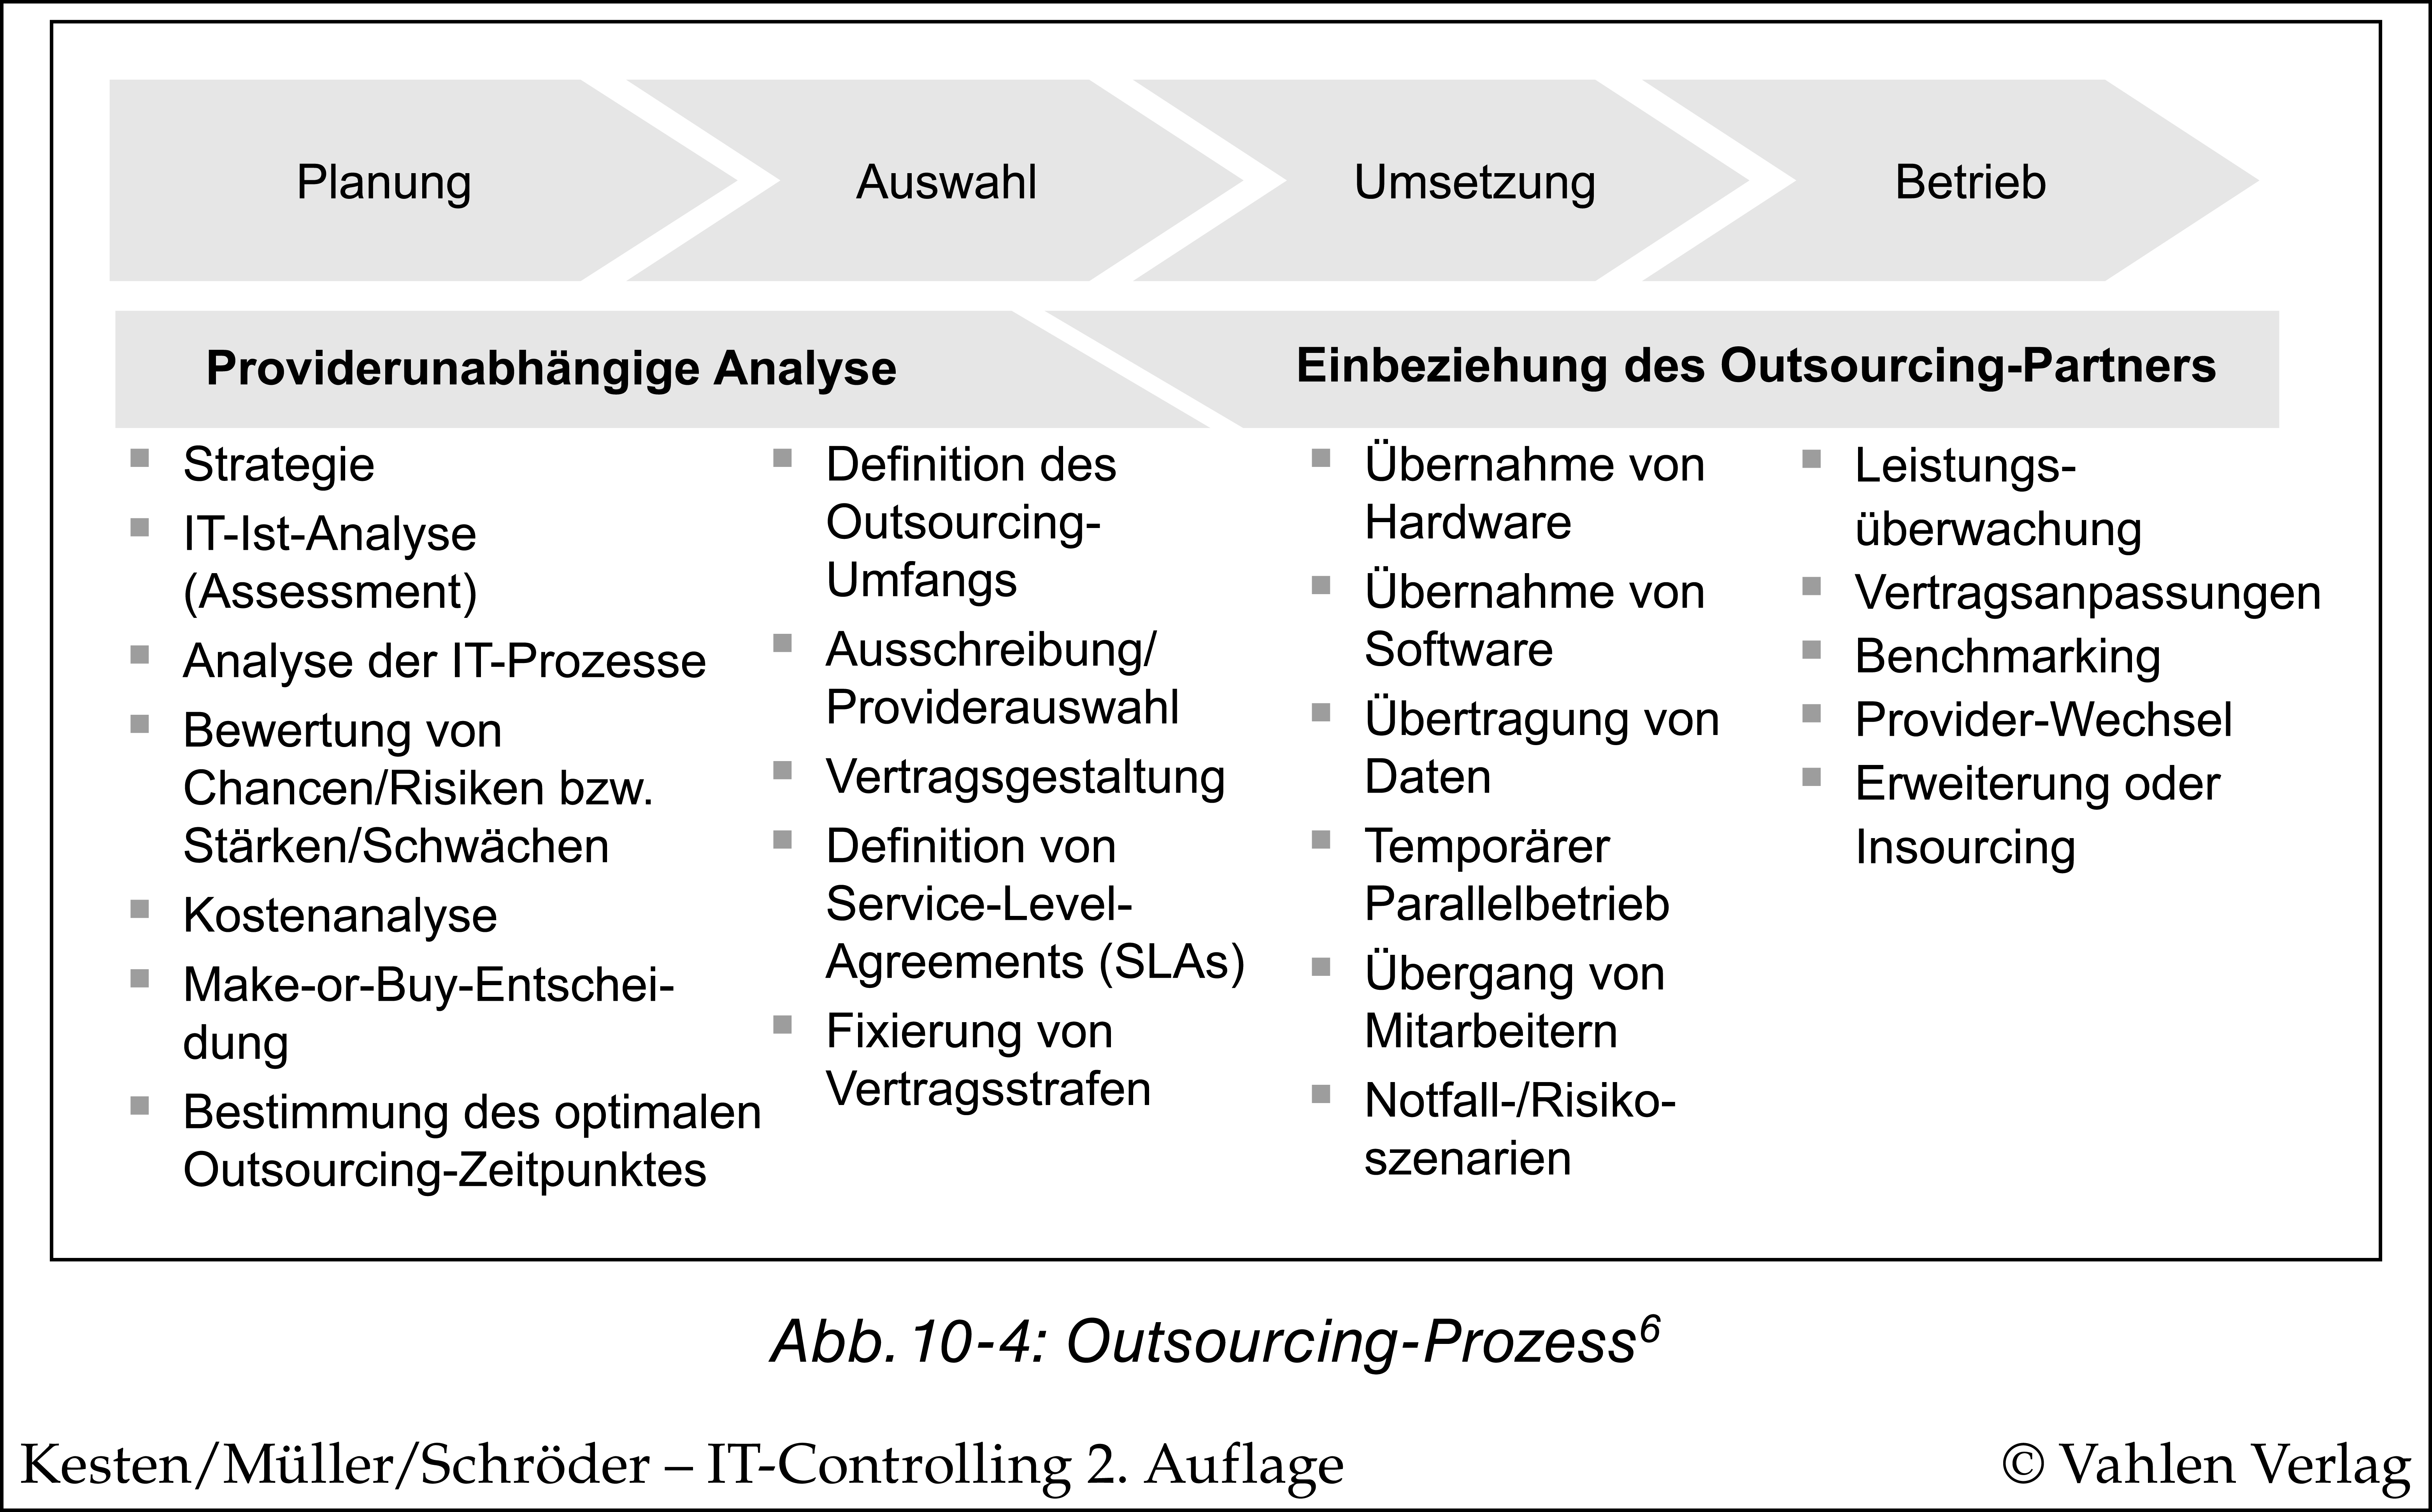 Planung
Auswahl
Umsetzung
Betrieb
Providerunabhängige Analyse
Einbeziehung des Outsourcing-Partners
Strategie
IT-Ist-Analyse
(Assessment)
Analyse der IT-Prozesse
Bewertung von
Chancen/Risiken bzw.
Stärken/Schwächen
Kostenanalyse
Make-or-Buy-Entschei-
dung
Bestimmung des optimalen
Outsourcing-Zeitpunktes
Definition des
Outsourcing-
Umfangs
Ausschreibung/
Providerauswahl
Vertragsgestaltung
Definition von
Service-Level-
Agreements (SLAs)
Fixierung von
Vertragsstrafen
Übernahme von
Hardware
Übernahme von
Software
Übertragung von
Daten
Temporärer
Parallelbetrieb
Übergang von
Mitarbeitern
Notfall-/Risiko-
szenarien
Leistungs-
überwachung
Vertragsanpassungen
Benchmarking
Provider-Wechsel
Erweiterung oder
Insourcing
Abb. 10-4: Outsourcing-Prozess⁶
Kesten/Müller/Schröder – IT-Controlling 2. Auflage
© Vahlen Verlag